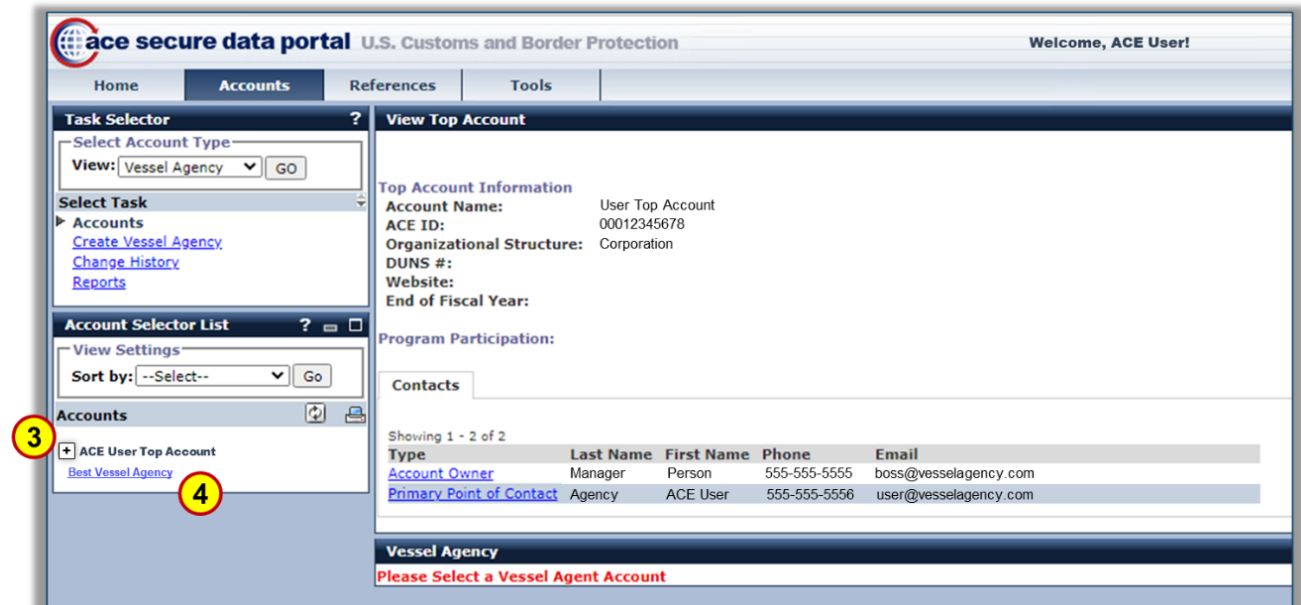 ace secure data portal U.S. Customs and Border Protection Welcome, ACE User!
Home Accounts References Tools
Task Selector ?
Select Account Type
View: Vessel Agency GO
Select Task
Accounts
Create Vessel Agency
Change History
Reports
Account Selector List ?
View Settings
Sort by: --Select-- Go
Accounts
3
+ ACE User Top Account
Best Vessel Agency
4
View Top Account
Top Account Information
Account Name: User Top Account
ACE ID: 00012345678
Organizational Structure: Corporation
DUNS #:
Website:
End of Fiscal Year:
Program Participation:
Contacts
Showing 1 - 2 of 2
Type Last Name First Name Phone Email
Account Owner Manager Person 555-555-5555 boss@vesselagency.com
Primary Point of Contact Agency ACE User 555-555-5556 user@vesselagency.com
Vessel Agency
Please Select a Vessel Agent Account